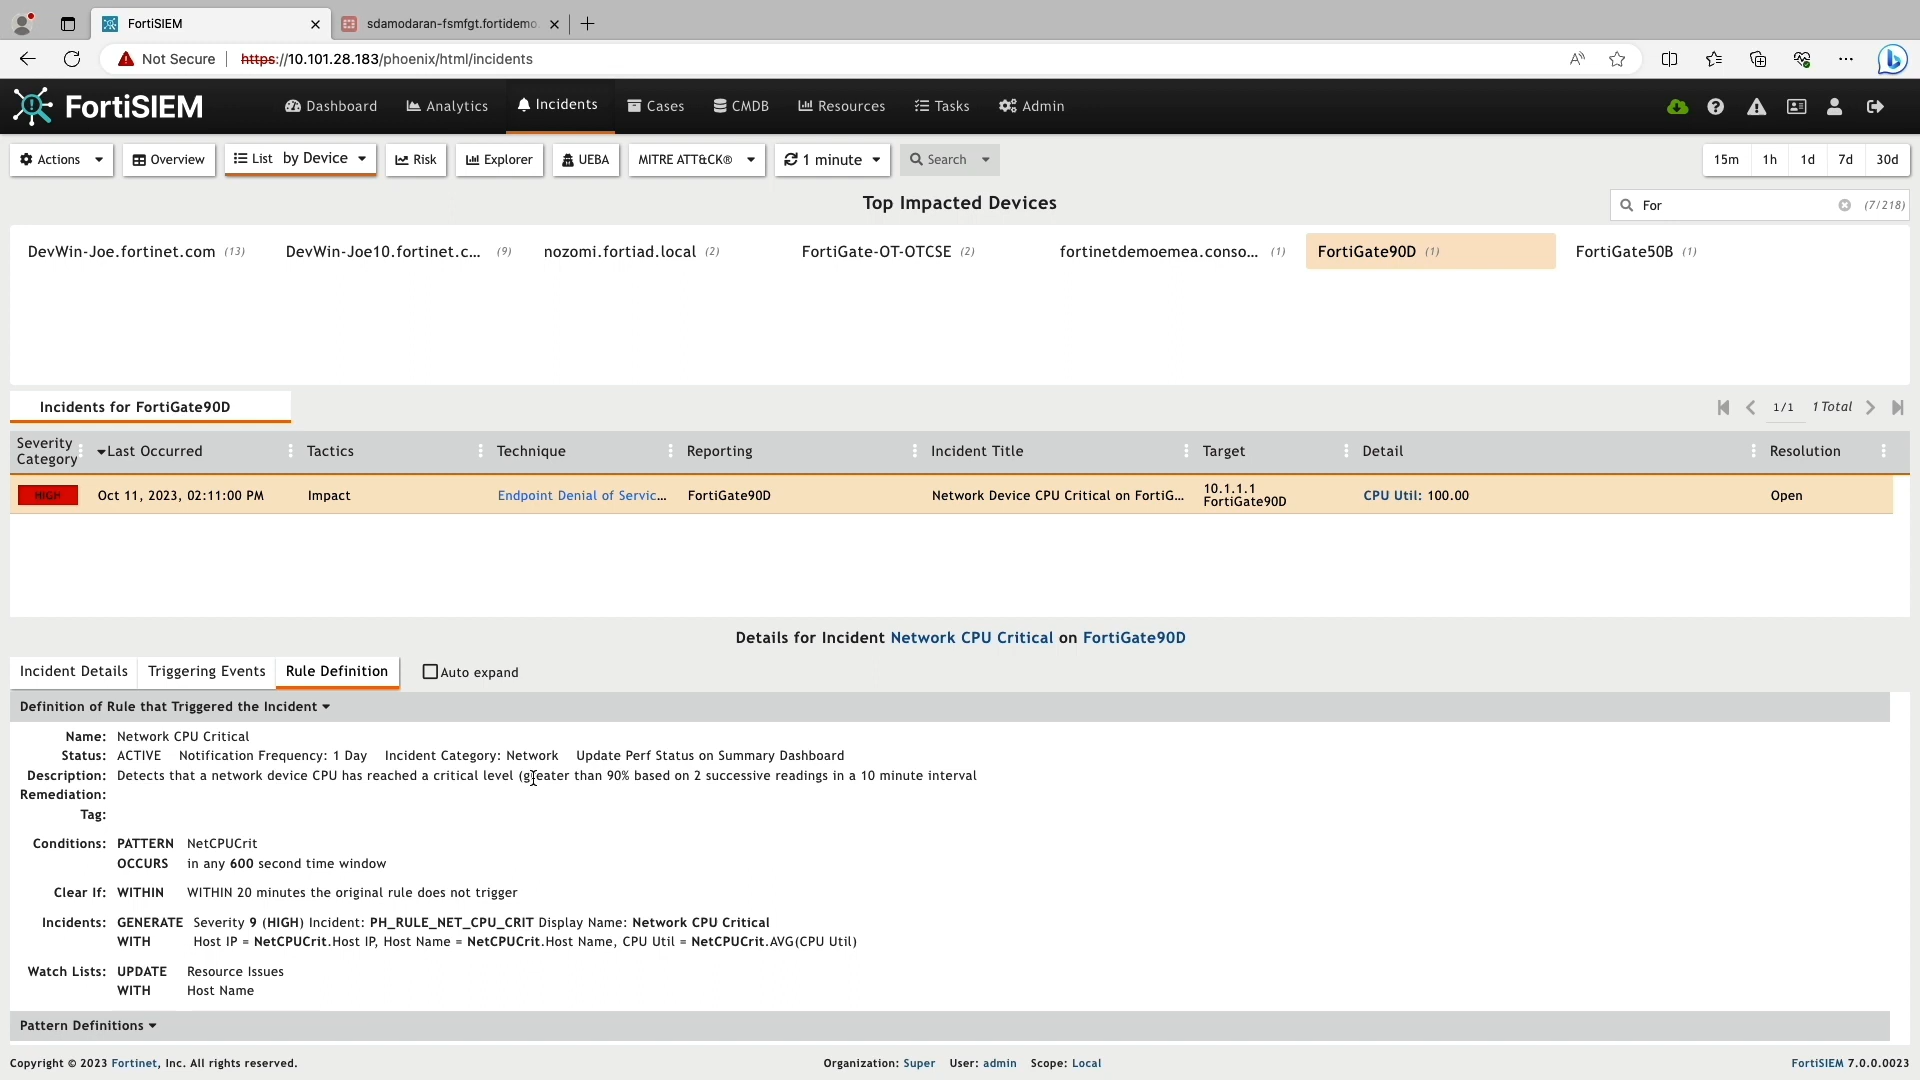 FortiSIEM
sdamodaran-fsmfgt.fortidemo.
Not Secure https://10.101.28.183/phoenix/html/incidents
FortiSIEM Dashboard Analytics Incidents Cases CMDB Resources Tasks Admin
Actions Overview List by Device Risk Explorer UEBA MITRE ATT&CK® 1 minute Search 15m 1h 1d 7d 30d
Top Impacted Devices
For (7/218)
DevWin-Joe.fortinet.com (13) DevWin-Joe10.fortinet.c... (9) nozomi.fortiad.local (2) FortiGate-OT-OTCSE (2) fortinetdemoemea.conso... (1) FortiGate90D (1) FortiGate50B (1)
Incidents for FortiGate90D 1/1 1 Total
Severity Category Last Occurred Tactics Technique Reporting Incident Title Target Detail Resolution
HIGH Oct 11, 2023, 02:11:00 PM Impact Endpoint Denial of Servic... FortiGate90D Network Device CPU Critical on FortiG... 10.1.1.1 FortiGate90D CPU Util: 100.00 Open
Details for Incident Network CPU Critical on FortiGate90D
Incident Details Triggering Events Rule Definition Auto expand
Definition of Rule that Triggered the Incident
Name: Network CPU Critical
Status: ACTIVE Notification Frequency: 1 Day Incident Category: Network Update Perf Status on Summary Dashboard
Description: Detects that a network device CPU has reached a critical level (greater than 90% based on 2 successive readings in a 10 minute interval
Remediation:
Tag:
Conditions: PATTERN NetCPUCrit
OCCURS in any 600 second time window
Clear If: WITHIN WITHIN 20 minutes the original rule does not trigger
Incidents: GENERATE Severity 9 (HIGH) Incident: PH_RULE_NET_CPU_CRIT Display Name: Network CPU Critical
WITH Host IP = NetCPUCrit.Host IP, Host Name = NetCPUCrit.Host Name, CPU Util = NetCPUCrit.AVG(CPU Util)
Watch Lists: UPDATE Resource Issues
WITH Host Name
Pattern Definitions
Copyright © 2023 Fortinet, Inc. All rights reserved. Organization: Super User: admin Scope: Local FortiSIEM 7.0.0.0023